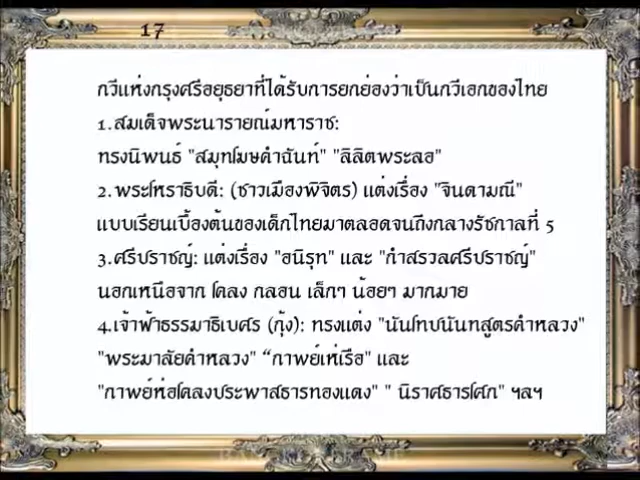 17
กวีแห่งกรุงศรีอยุธยาที่ได้รับการยกย่องว่าเป็นกวีเอกของไทย
1.สมเด็จพระนารายณ์มหาราช:
ทรงนิพนธ์ "สมุทโฆษคำฉันท์" "ลิลิตพระลอ"
2.พระโหราธิบดี: (ชาวเมืองพิจิตร) แต่งเรื่อง "จินดามณี"
แบบเรียนเบื้องต้นของเด็กไทยมาตลอดจนถึงกลางรัชกาลที่ 5
3.ศรีปราชญ์: แต่งเรื่อง "อนิรุท" และ "กำสรวลศรีปราชญ์"
นอกเหนือจาก โคลง กลอน เล็กๆ น้อยๆ มากมาย
4.เจ้าฟ้าธรรมาธิเบศร (กุ้ง): ทรงแต่ง "นันโทปนันทสูตรคำหลวง"
"พระมาลัยคำหลวง" “กาพย์เห่เรือ" และ
"กาพย์ห่อโคลงประพาสธารทองแดง" " นิราศธารโศก" ฯลฯ